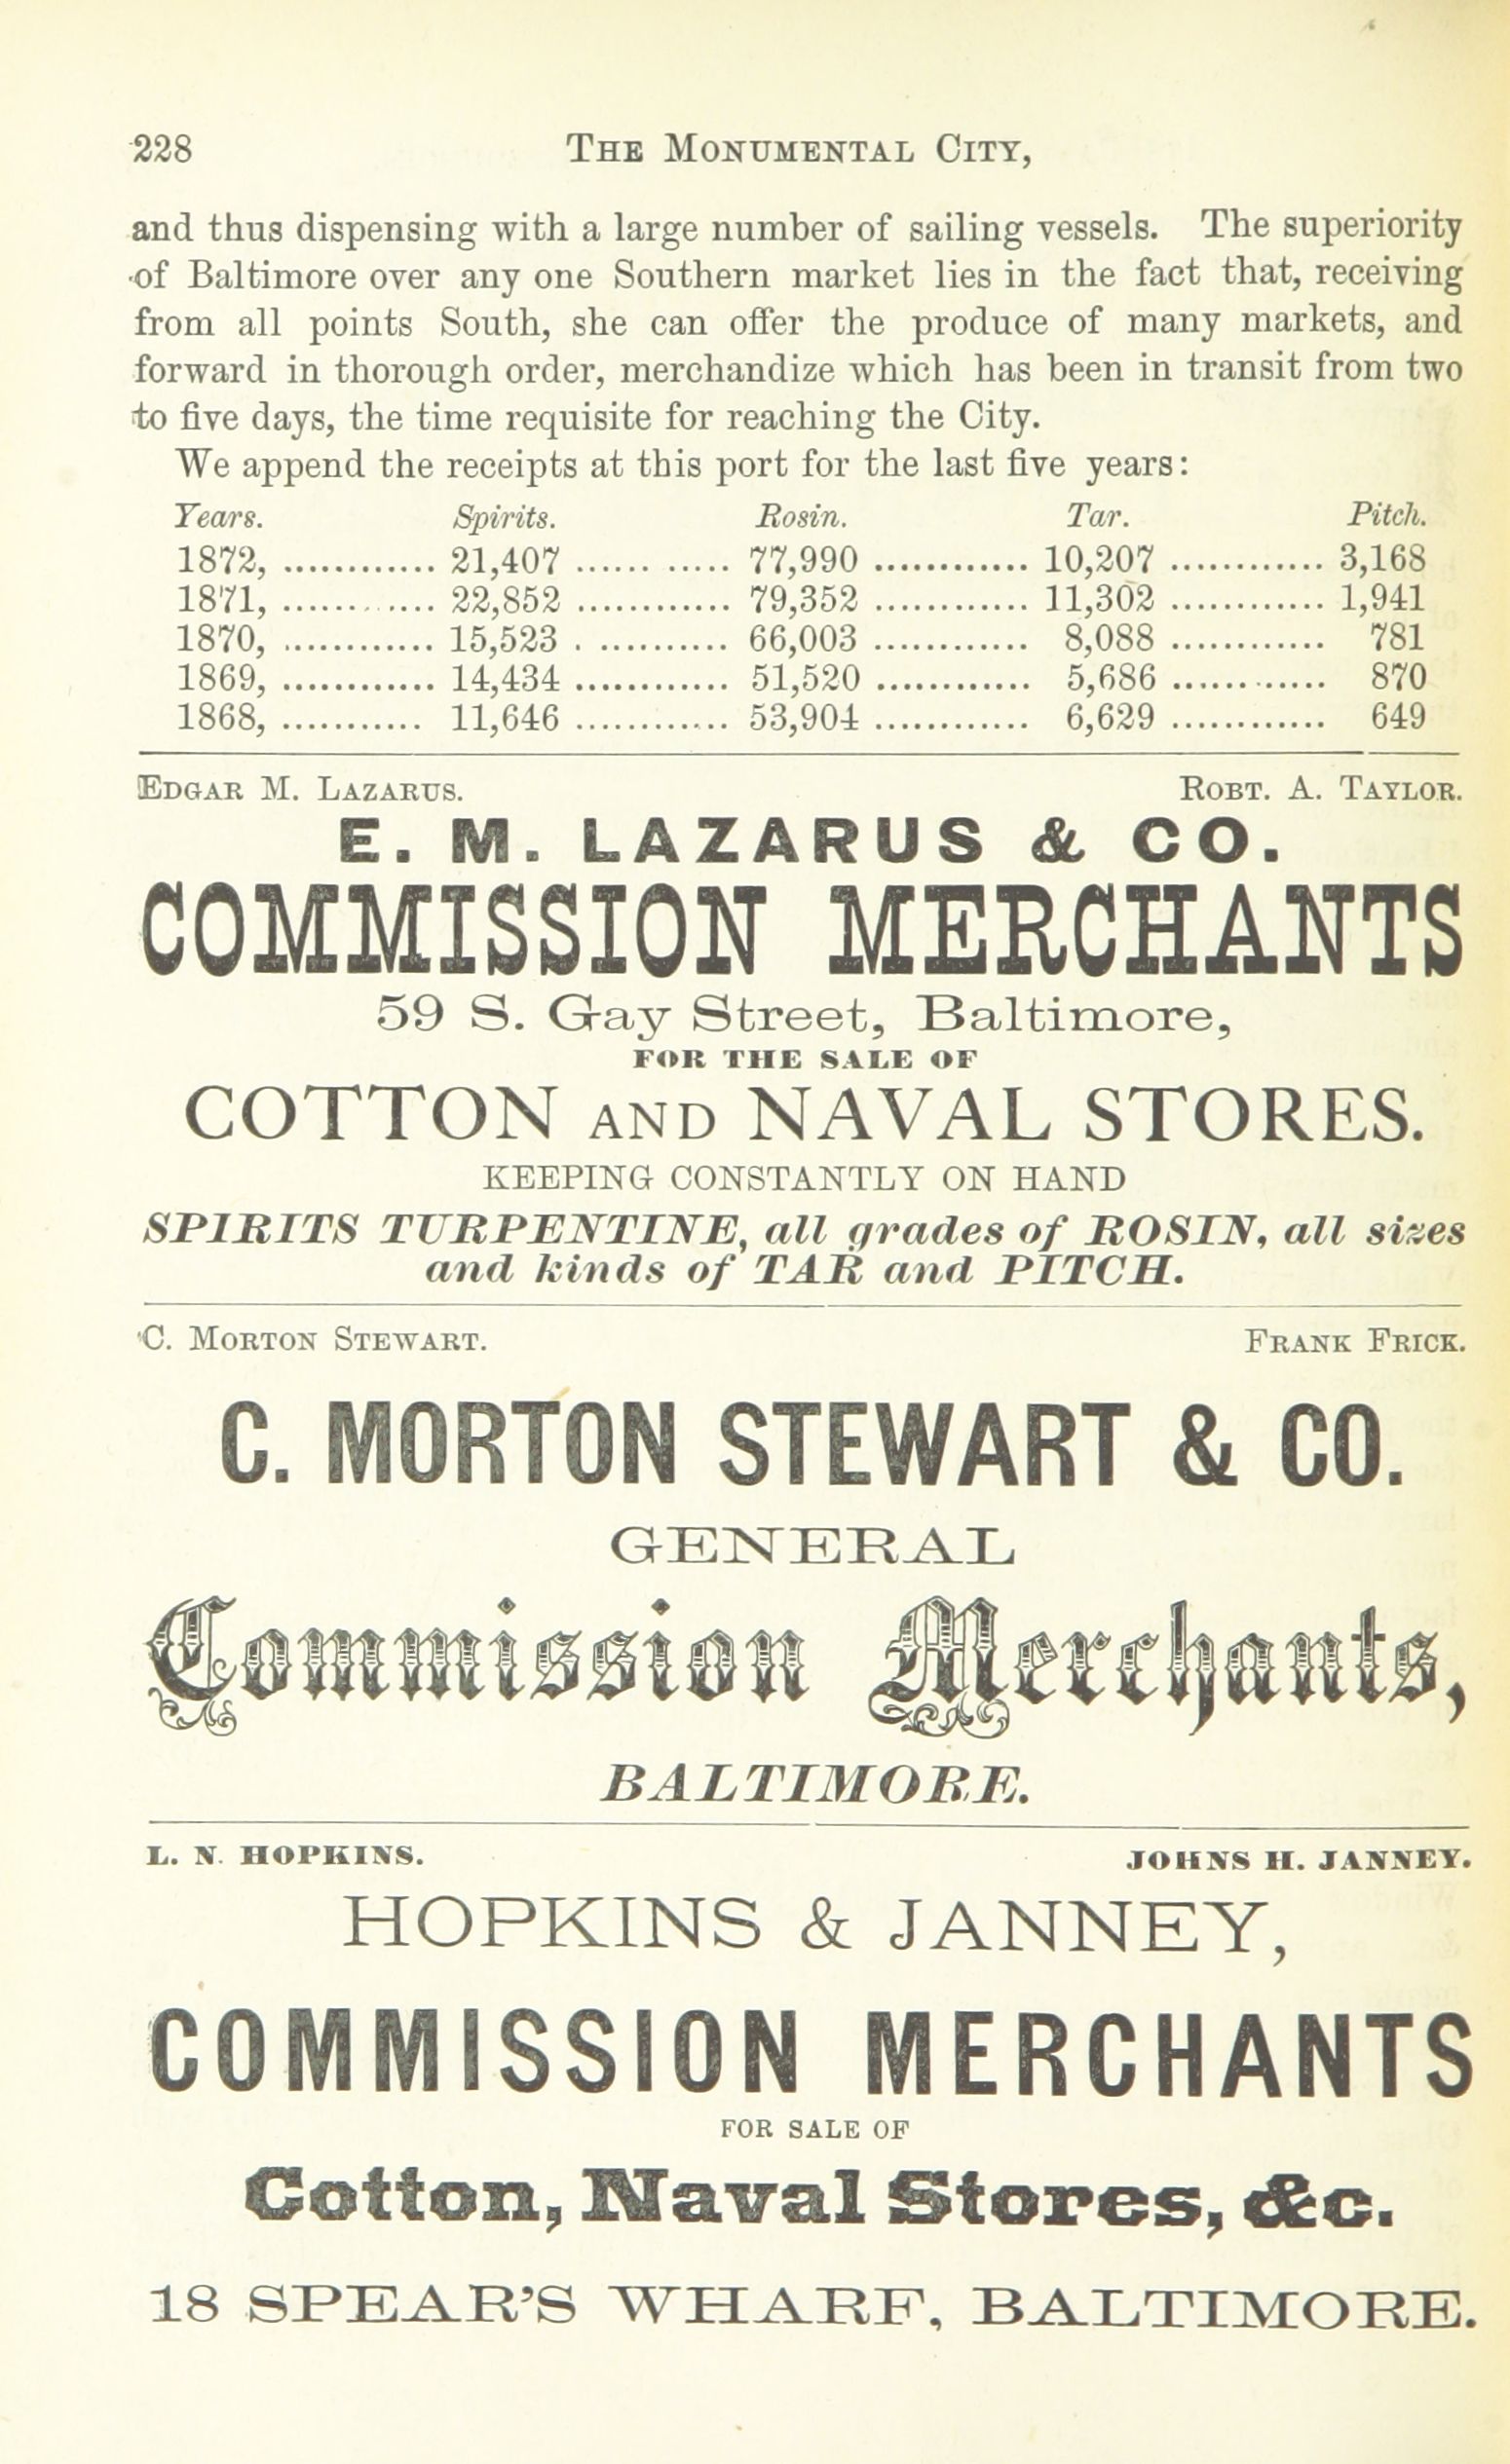 228 THE MONUMENTAL CITY,
and thus dispensing with a large number of sailing vessels. The superiority
of Baltimore over any one Southern market lies in the fact that, receiving
from all points South, she can offer the produce of many markets, and
forward in thorough order, merchandize which has been in transit from two
to five days, the time requisite for reaching the City.
We append the receipts at this port for the last five years:
Years. Spirits. Rosin. Tar. Pitch.
1872, ............ 21,407 ...... ..... 77,990 ............ 10,207 ............ 3,168
1871, ............ 22,852 ............ 79,352 ............ 11,302 ............ 1,941
1870, ............ 15,523 . .......... 66,003 ............ 8,088 ............ 781
1869, ............ 14,434 ............ 51,520 ............ 5,686 ............ 870
1868, ........... 11,646 ............ 53,904 ............ 6,629 ............ 649
EDGAR M. LAZARUS. ROBT. A. TAYLOR.
E. M. LAZARUS & CO.
COMMISSION MERCHANTS
59 S. Gay Street, Baltimore,
FOR THE SALE OF
COTTON AND NAVAL STORES.
KEEPING CONSTANTLY ON HAND
SPIRITS TURPENTINE, all grades of ROSIN, all sizes
and kinds of TAR and PITCH.
C. MORTON STEWART. FRANK FRICK.
C. MORTON STEWART & CO.
GENERAL
Commission Merchants,
BALTIMORE.
L. N. HOPKINS. JOHNS H. JANNEY.
HOPKINS & JANNEY,
COMMISSION MERCHANTS
FOR SALE OF
Cotton, Naval Stores, &c.
18 SPEAR'S WHARF, BALTIMORE.